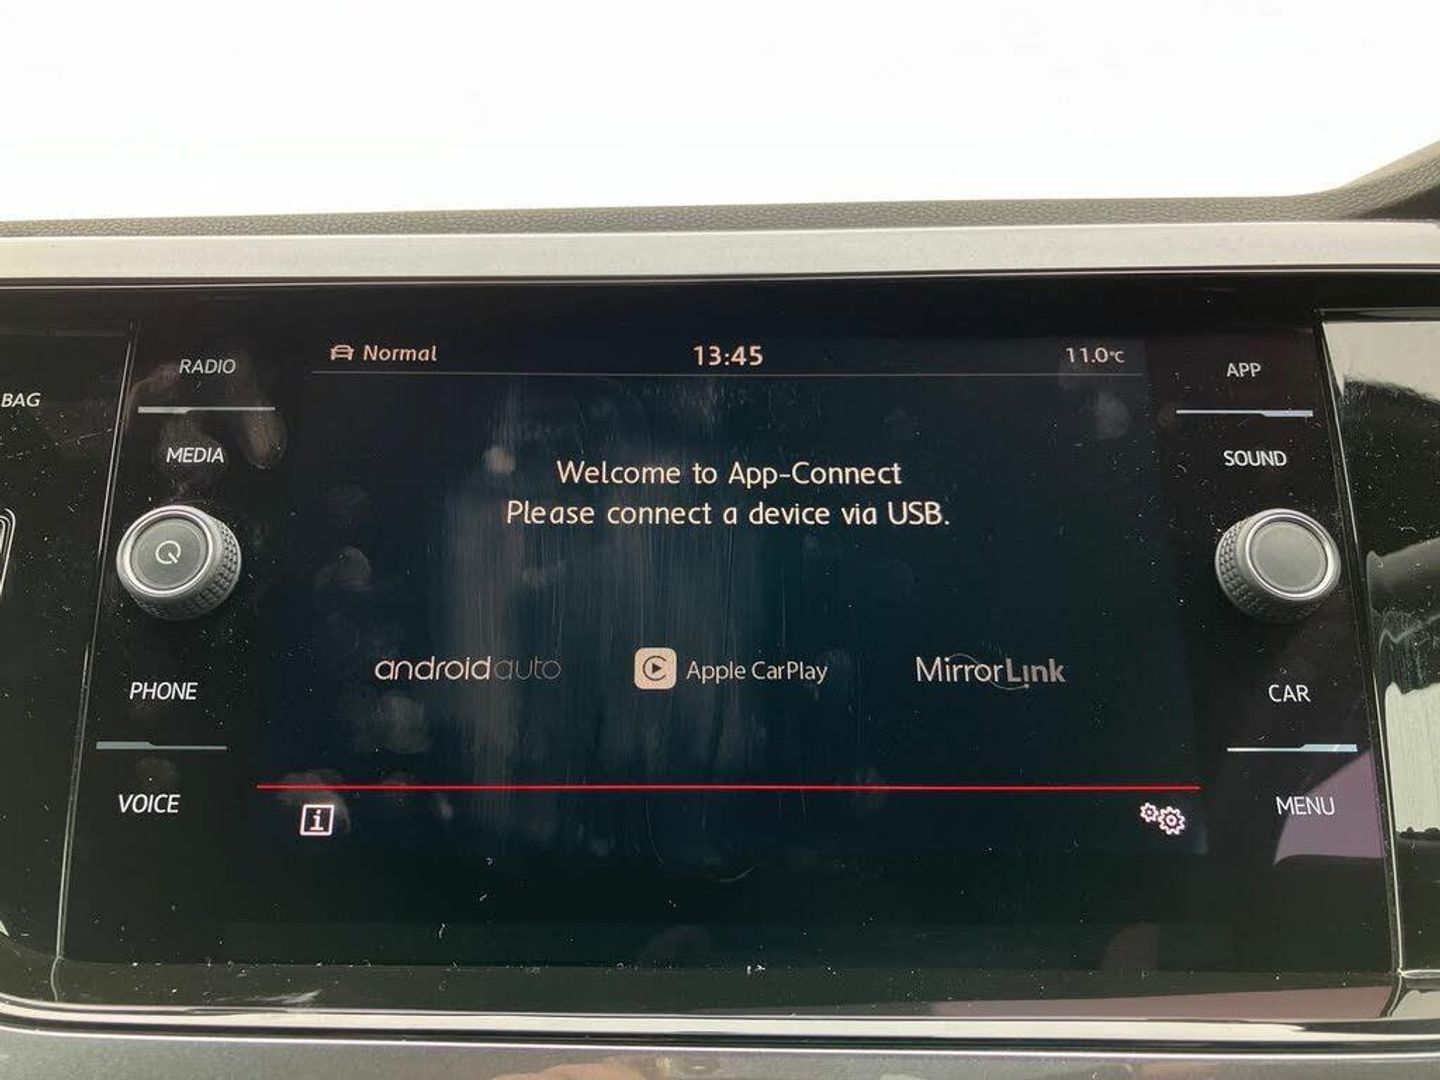 BAG
RADIO
MEDIA
PHONE
VOICE
Normal 13:45 11.0°C
Welcome to App-Connect
Please connect a device via USB.
androidauto Apple CarPlay MirrorLink
i
APP
SOUND
CAR
MENU